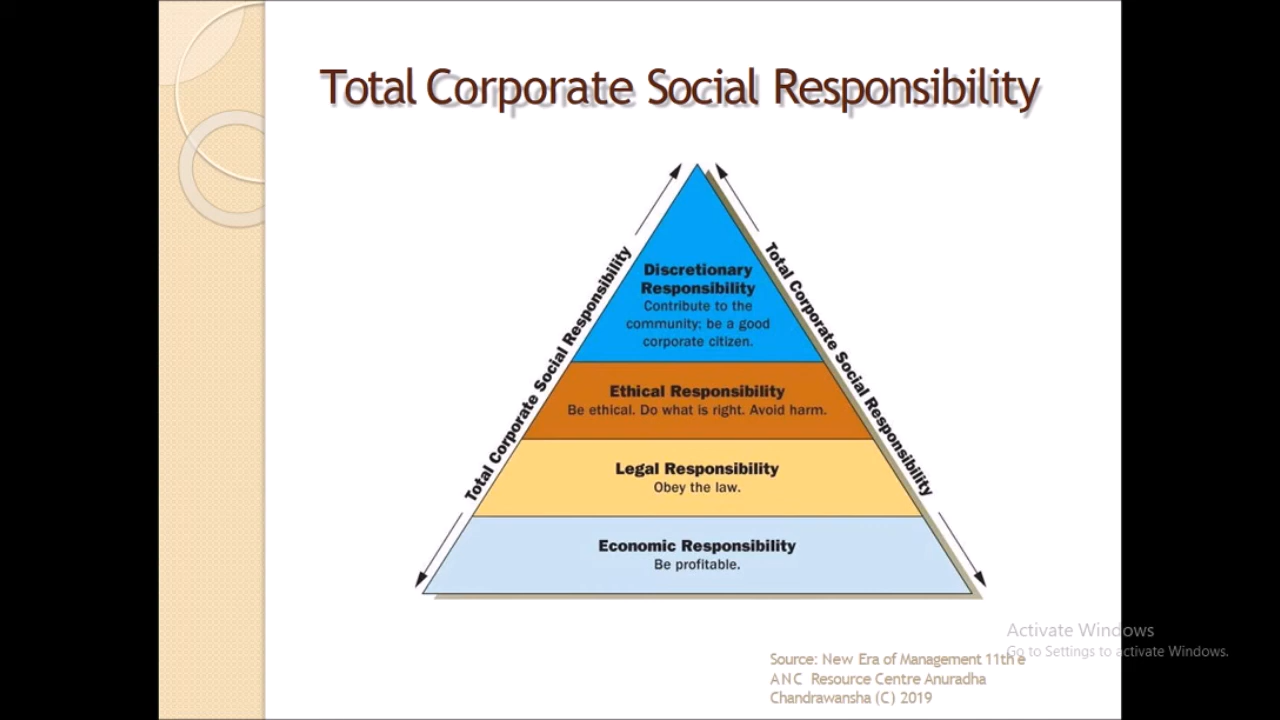 Total Corporate Social Responsibility
Total Corporate Social Responsibility
Total Corporate Social Responsibility
Discretionary
Responsibility
Contribute to the
community; be a good
corporate citizen.
Ethical Responsibility
Be ethical. Do what is right. Avoid harm.
Legal Responsibility
Obey the law.
Economic Responsibility
Be profitable.
Activate Windows
Go to Settings to activate Windows.
Source: New Era of Management 11th e
A N C Resource Centre Anuradha
Chandrawansha (C) 2019